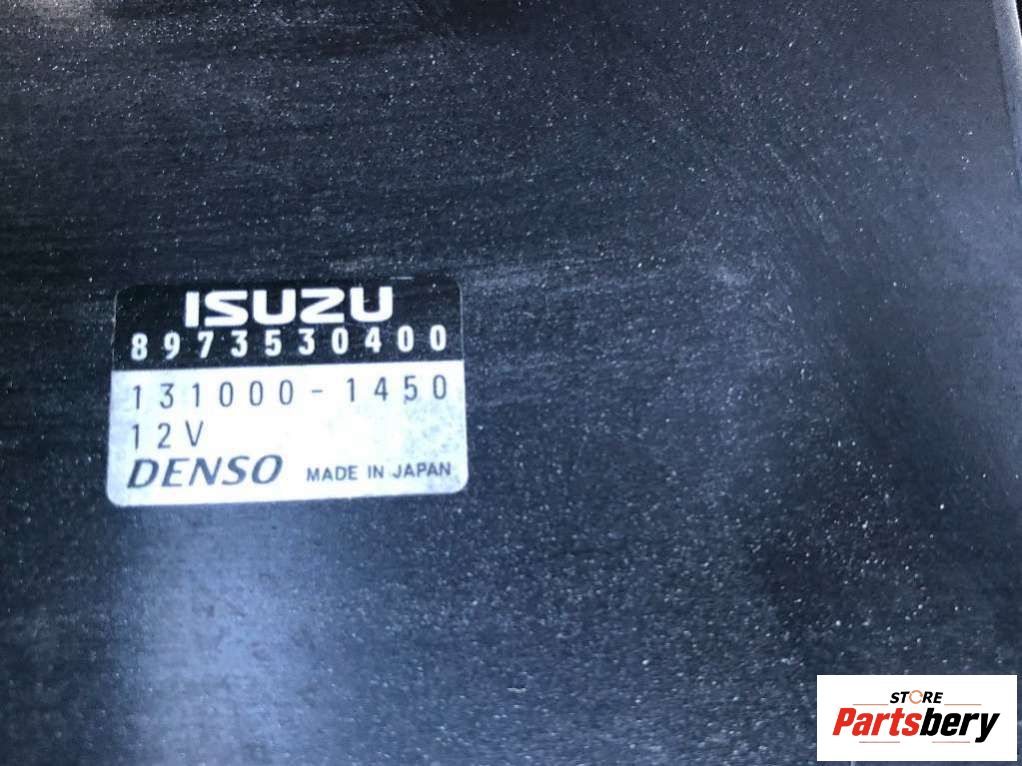 ISUZU
8973530400
131000-1450
12V
DENSO MADE IN JAPAN
STORE
Partsbery